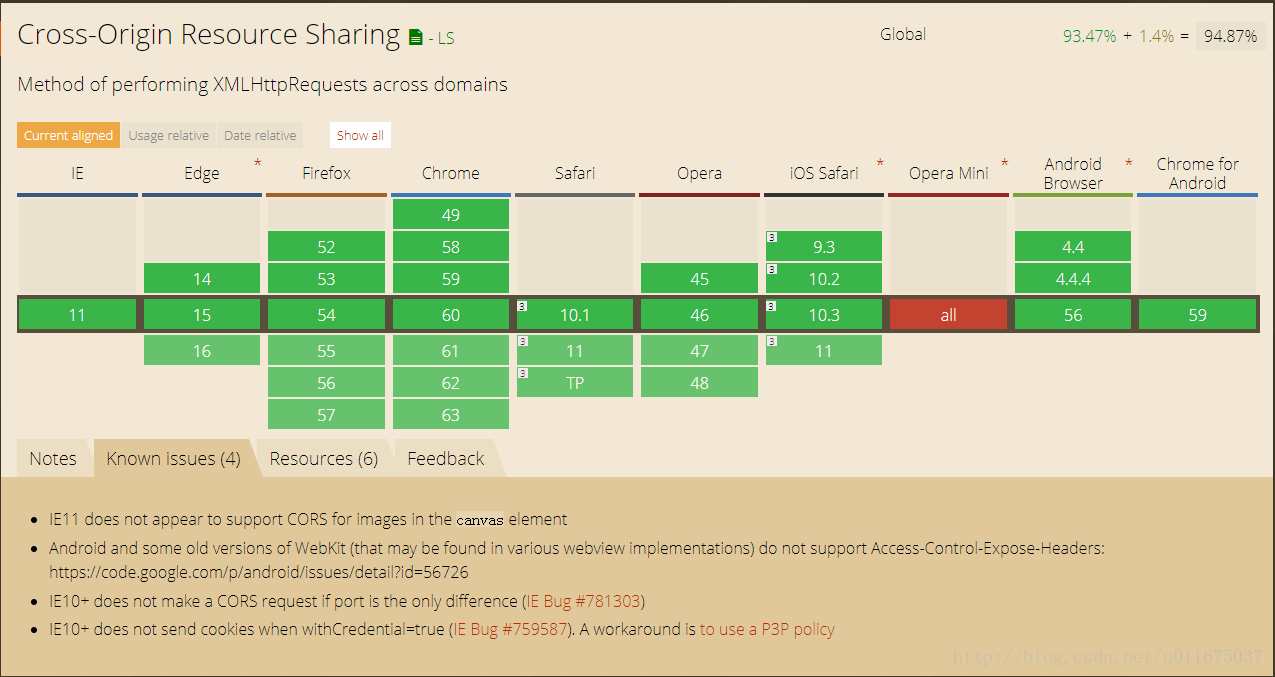 Cross-Origin Resource Sharing - LS Global 93.47% + 1.4% = 94.87%
Method of performing XMLHttpRequests across domains
Current aligned Usage relative Date relative Show all
IE Edge * Firefox Chrome Safari Opera iOS Safari * Opera Mini * Android Browser * Chrome for Android
49
52 58 3 9.3 4.4
14 53 59 45 3 10.2 4.4.4
11 15 54 60 3 10.1 46 3 10.3 all 56 59
16 55 61 3 11 47 3 11
56 62 3 TP 48
57 63
Notes Known issues (4) Resources (6) Feedback
IE11 does not appear to support CORS for images in the canvas element
Android and some old versions of WebKit (that may be found in various webview implementations) do not support Access-Control-Expose-Headers:
https://code.google.com/p/android/issues/detail?id=56726
IE10+ does not make a CORS request if port is the only difference (IE Bug #781303)
IE10+ does not send cookies when withCredential=true (IE Bug #759587). A workaround is to use a P3P policy
http://blog.csdn.net/u011675037